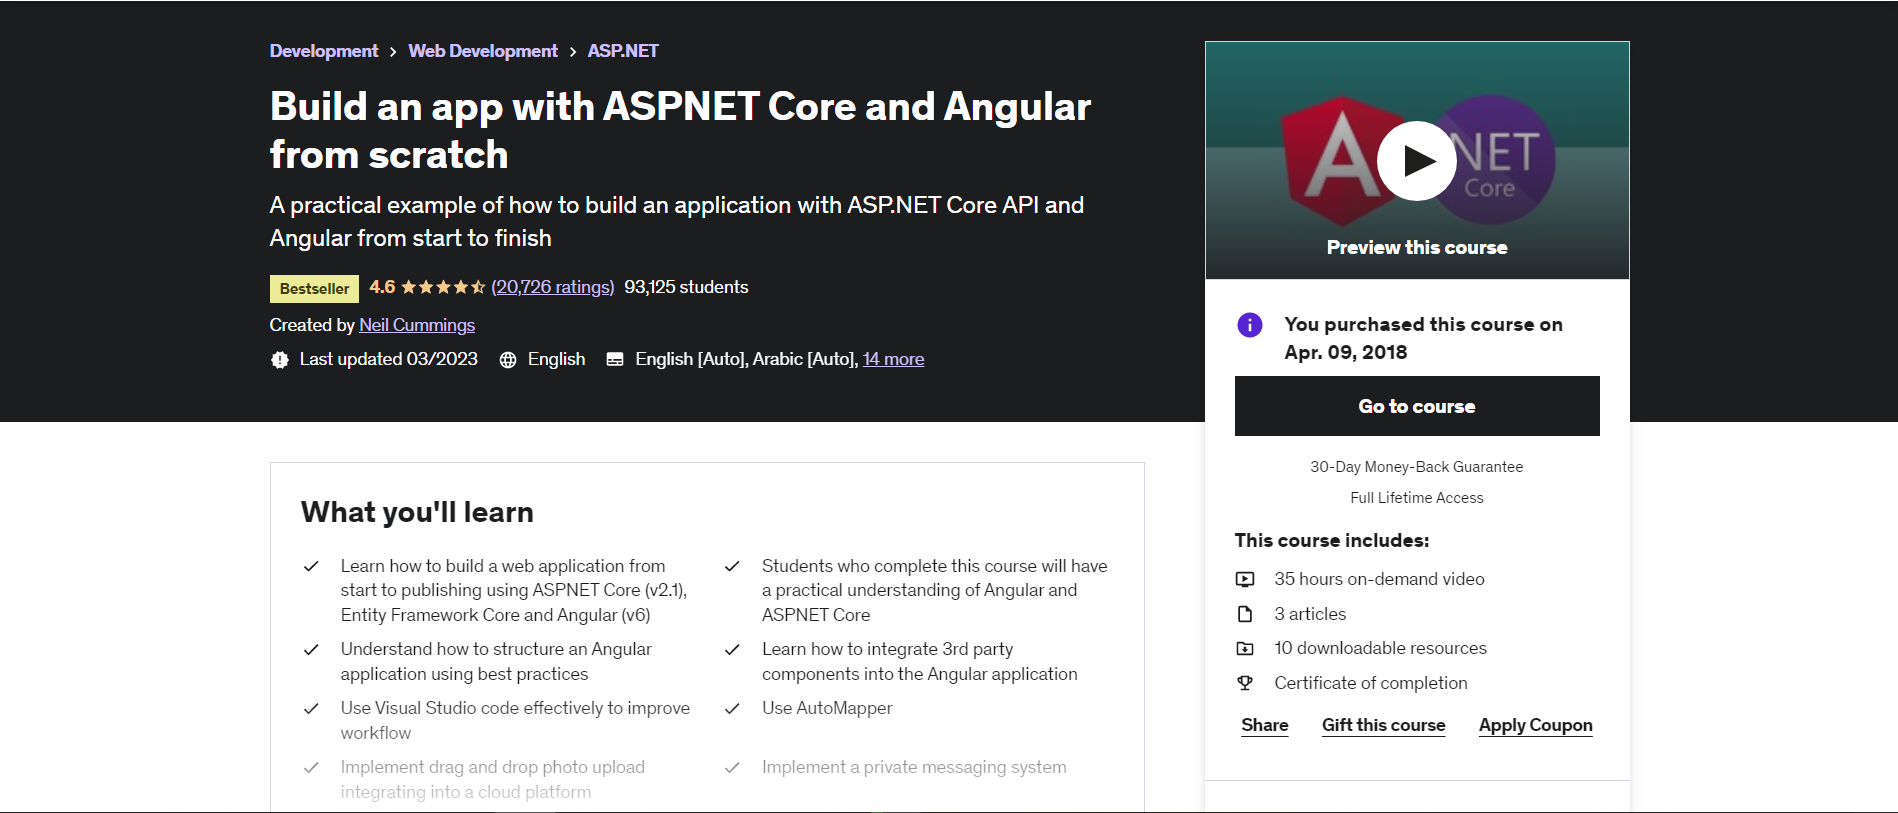 Development > Web Development > ASP.NET
Build an app with ASPNET Core and Angular
from scratch
A practical example of how to build an application with ASP.NET Core API and
Angular from start to finish
Bestseller 4.6 (20,726 ratings) 93,125 students
Created by Neil Cummings
Last updated 03/2023 English English [Auto], Arabic [Auto], 14 more
A NET
Core
Preview this course
You purchased this course on
Apr. 09, 2018
Go to course
30-Day Money-Back Guarantee
Full Lifetime Access
This course includes:
35 hours on-demand video
3 articles
10 downloadable resources
Certificate of completion
Share Gift this course Apply Coupon
What you'll learn
Learn how to build a web application from
start to publishing using ASPNET Core (v2.1),
Entity Framework Core and Angular (v6)
Understand how to structure an Angular
application using best practices
Use Visual Studio code effectively to improve
workflow
Implement drag and drop photo upload
integrating into a cloud platform
Students who complete this course will have
a practical understanding of Angular and
ASPNET Core
Learn how to integrate 3rd party
components into the Angular application
Use AutoMapper
Implement a private messaging system